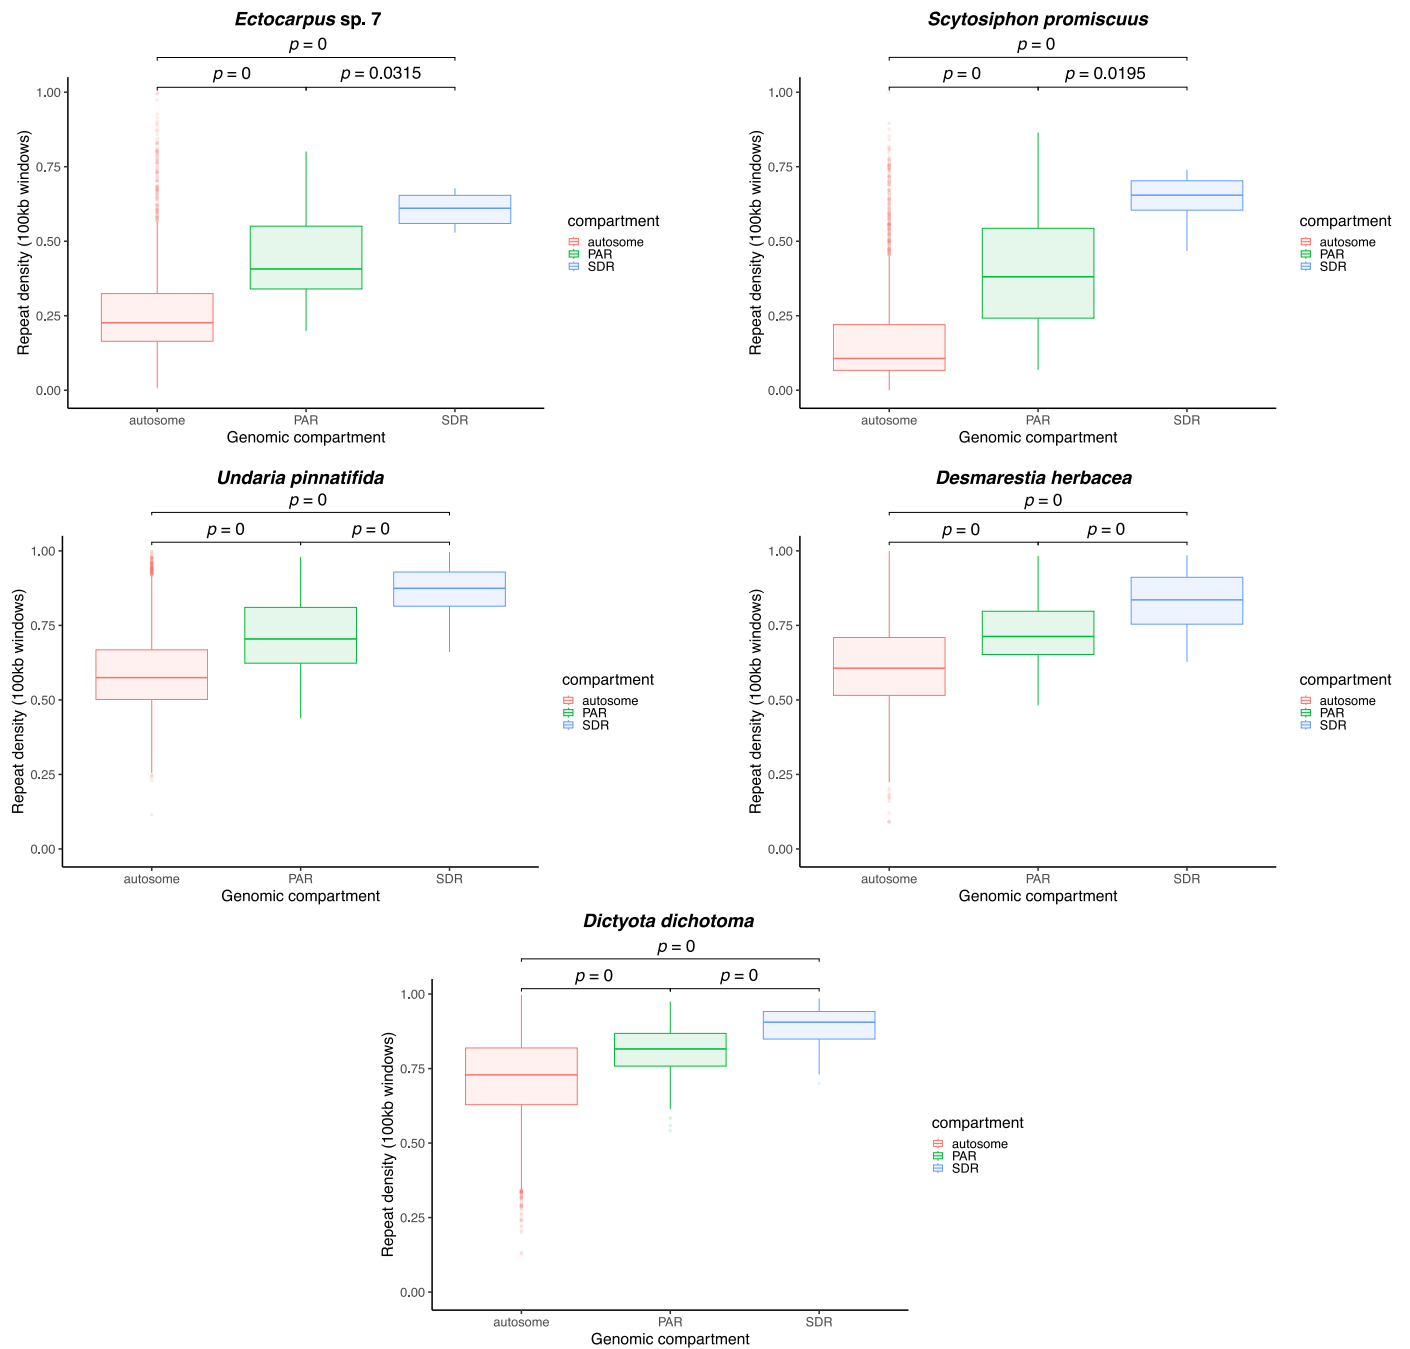 Ectocarpus sp. 7
p = 0
p = 0 p = 0.0315
1.00
0.75
0.50
0.25
0.00
Repeat density (100kb windows)
autosome PAR SDR
Genomic compartment
compartment
autosome
PAR
SDR
Scytosiphon promiscuus
p = 0
p = 0 p = 0.0195
1.00
0.75
0.50
0.25
0.00
Repeat density (100kb windows)
autosome PAR SDR
Genomic compartment
compartment
autosome
PAR
SDR
Undaria pinnatifida
p = 0
p = 0 p = 0
1.00
0.75
0.50
0.25
0.00
Repeat density (100kb windows)
autosome PAR SDR
Genomic compartment
compartment
autosome
PAR
SDR
Desmarestia herbacea
p = 0
p = 0 p = 0
1.00
0.75
0.50
0.25
0.00
Repeat density (100kb windows)
autosome PAR SDR
Genomic compartment
compartment
autosome
PAR
SDR
Dictyota dichotoma
p = 0
p = 0 p = 0
1.00
0.75
0.50
0.25
0.00
Repeat density (100kb windows)
autosome PAR SDR
Genomic compartment
compartment
autosome
PAR
SDR